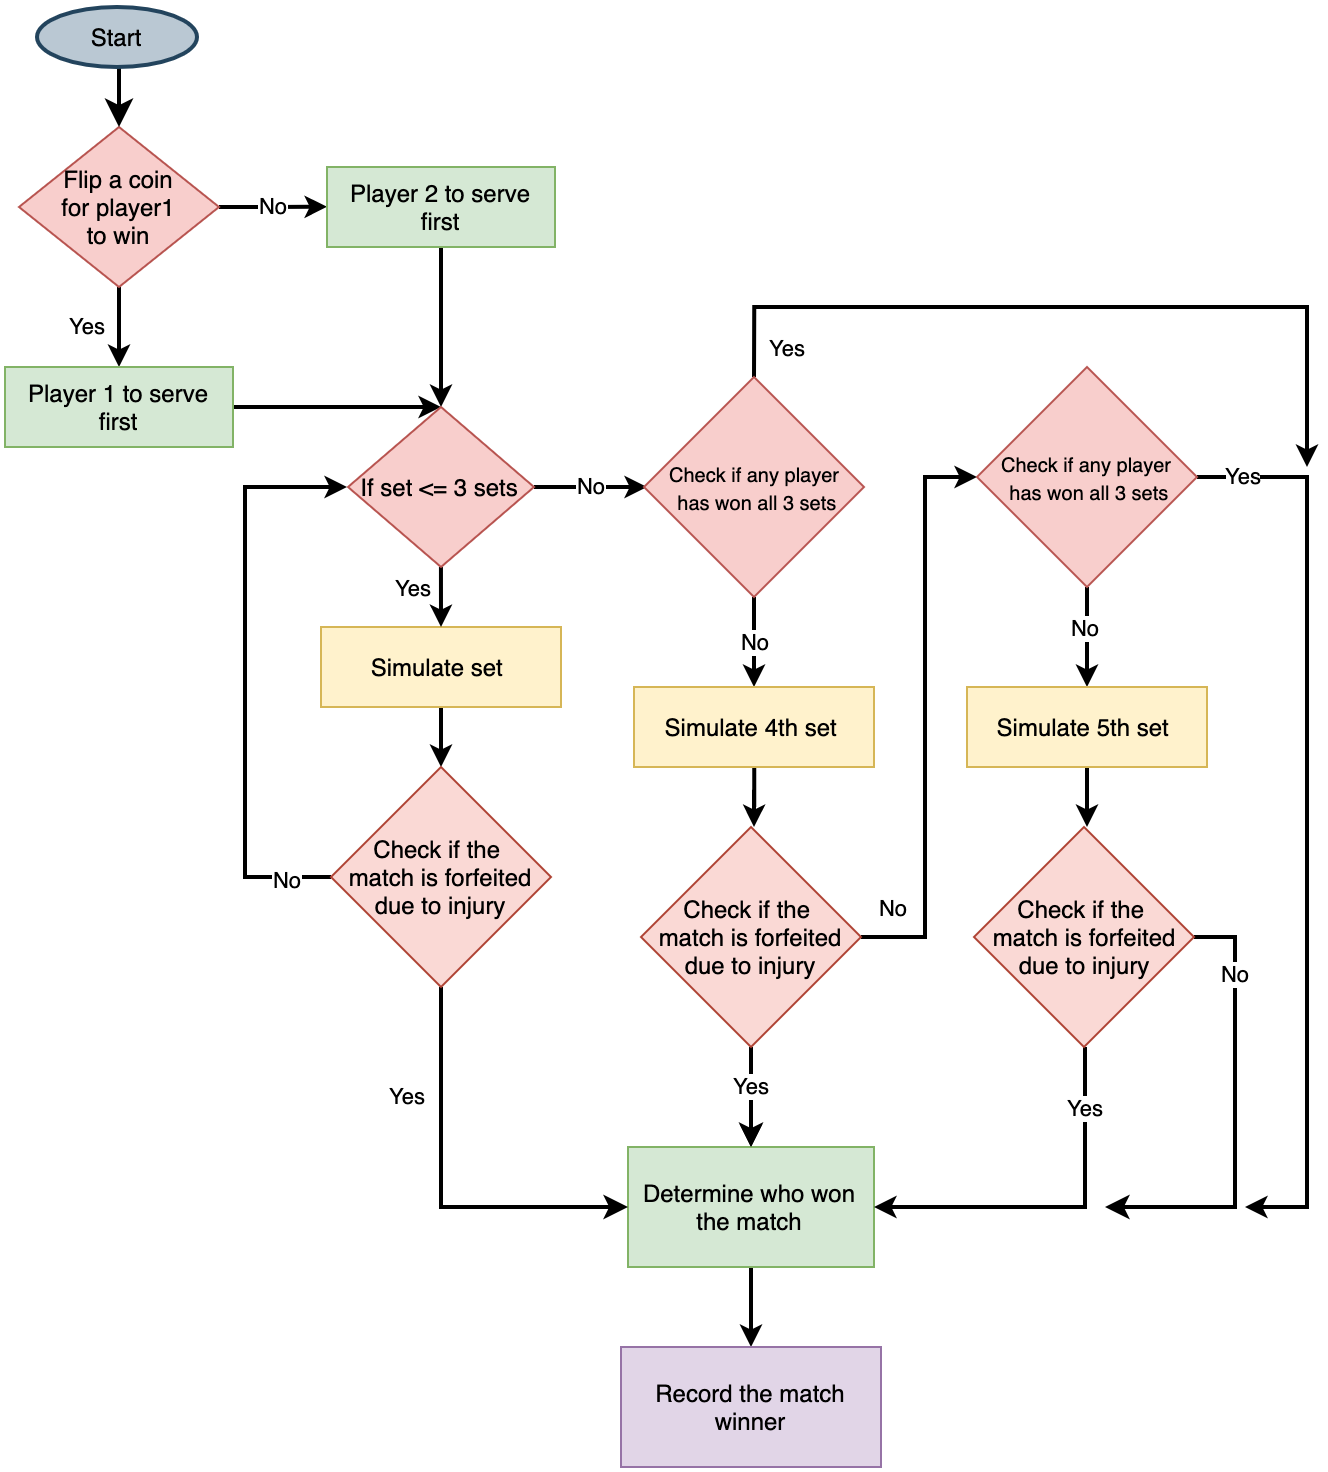 Start
Flip a coin
for player1
to win
No
Player 2 to serve
first
Yes
Player 1 to serve
first
If set <= 3 sets
No
Yes
Check if any player
has won all 3 sets
Yes
Check if any player
has won all 3 sets
Yes
Simulate set
No
Simulate 4th set
No
Simulate 5th set
Check if the
match is forfeited
due to injury
No
Check if the
match is forfeited
due to injury
No
Check if the
match is forfeited
due to injury
No
Yes
Yes
Yes
Determine who won
the match
Record the match
winner